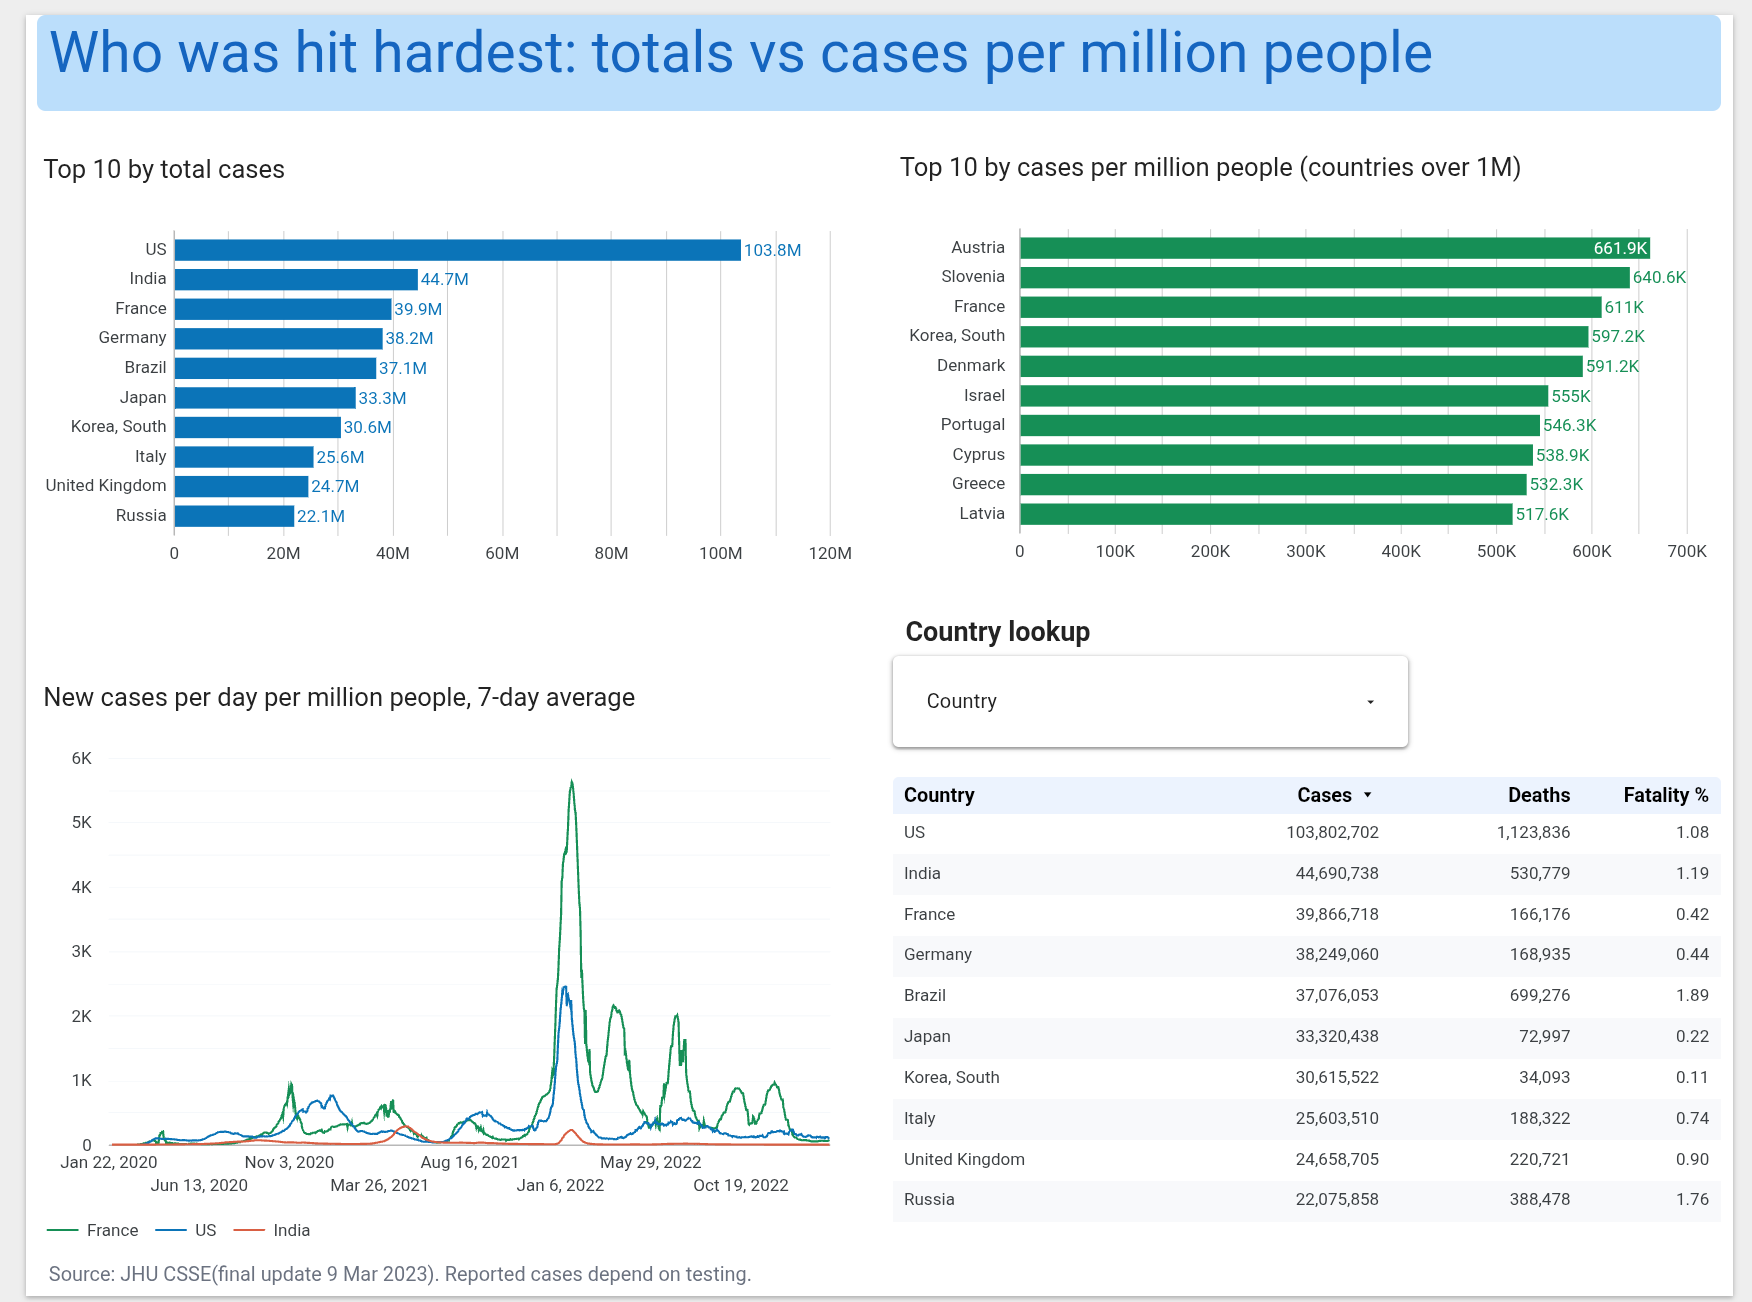 Who was hit hardest: totals vs cases per million people
Top 10 by total cases
US 103.8M
India 44.7M
France 39.9M
Germany 38.2M
Brazil 37.1M
Japan 33.3M
Korea, South 30.6M
Italy 25.6M
United Kingdom 24.7M
Russia 22.1M
0 20M 40M 60M 80M 100M 120M
Top 10 by cases per million people (countries over 1M)
Austria 661.9K
Slovenia 640.6K
France 611K
Korea, South 597.2K
Denmark 591.2K
Israel 555K
Portugal 546.3K
Cyprus 538.9K
Greece 532.3K
Latvia 517.6K
0 100K 200K 300K 400K 500K 600K 700K
New cases per day per million people, 7-day average
6K
5K
4K
3K
2K
1K
0
Jan 22, 2020 Nov 3, 2020 Aug 16, 2021 May 29, 2022
Jun 13, 2020 Mar 26, 2021 Jan 6, 2022 Oct 19, 2022
France US India
Country lookup
Country
Country Cases Deaths Fatality %
US 103,802,702 1,123,836 1.08
India 44,690,738 530,779 1.19
France 39,866,718 166,176 0.42
Germany 38,249,060 168,935 0.44
Brazil 37,076,053 699,276 1.89
Japan 33,320,438 72,997 0.22
Korea, South 30,615,522 34,093 0.11
Italy 25,603,510 188,322 0.74
United Kingdom 24,658,705 220,721 0.90
Russia 22,075,858 388,478 1.76
Source: JHU CSSE(final update 9 Mar 2023). Reported cases depend on testing.